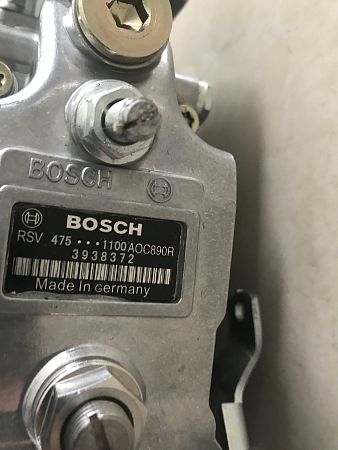 BOSCH
BOSCH
RSV 475...1100AOC890R
3938372
Made In Germany